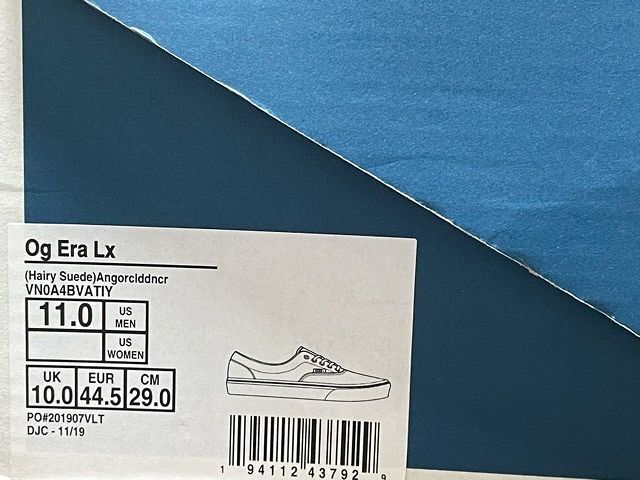 Og Era Lx
(Hairy Suede)Angorclddncr
VN0A4BVATIY
11.0 US MEN
US WOMEN
UK EUR CM
10.0 44.5 29.0
PO#201907VLT
DJC - 11/19
1 94112 43792 9